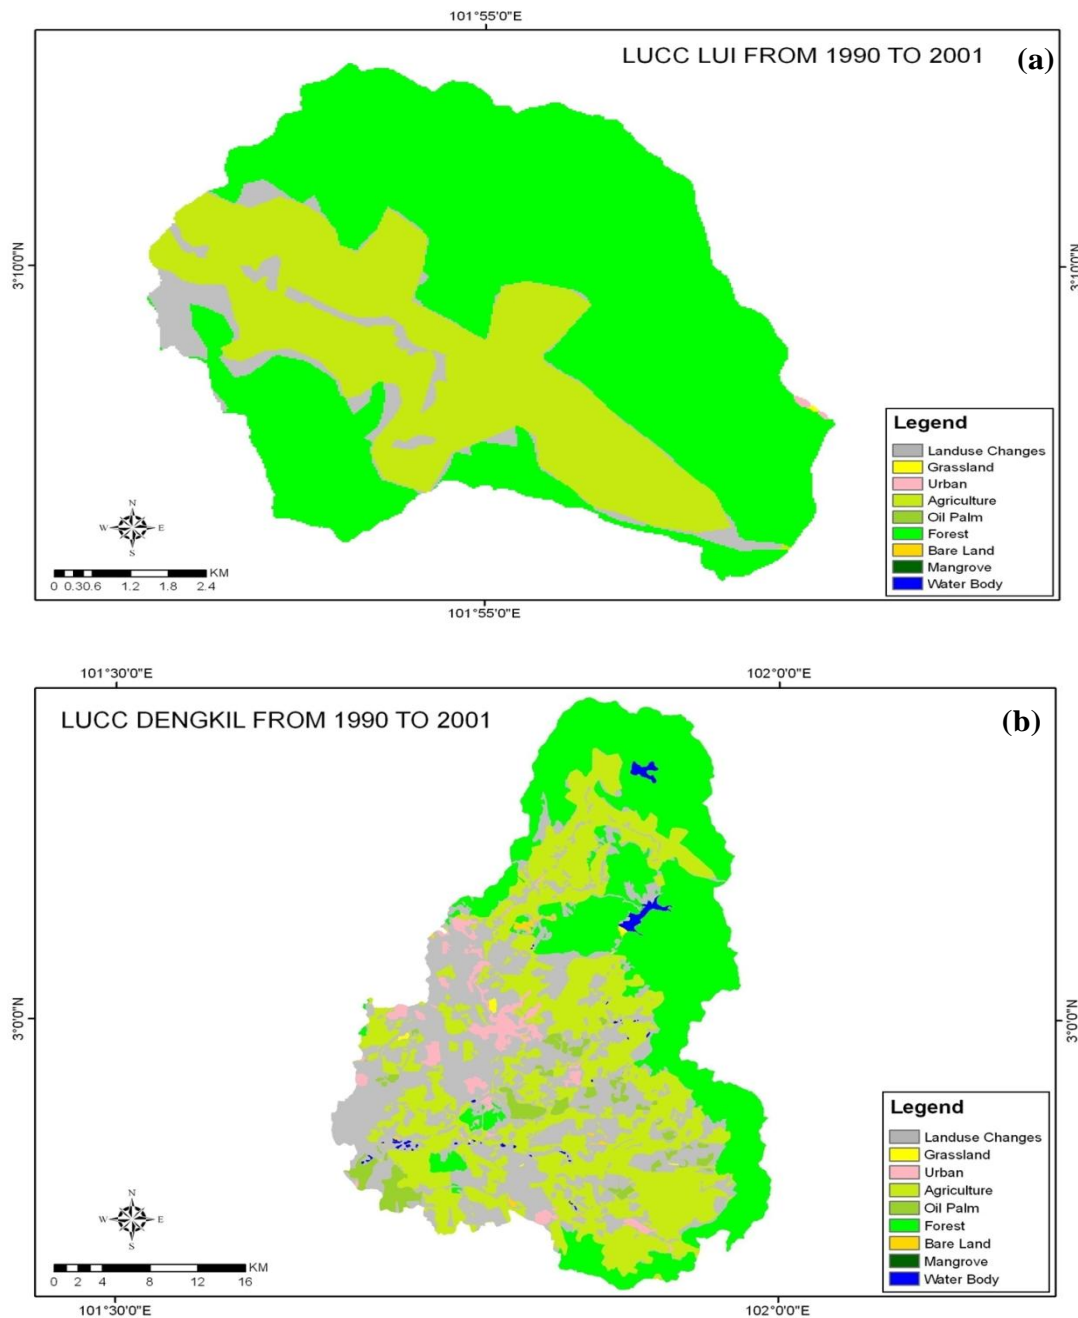 101°55'0"E
LUCC LUI FROM 1990 TO 2001 (a)
3°10'0"N
3°10'0"N
Legend
Landuse Changes
Grassland
Urban
Agriculture
Oil Palm
Forest
Bare Land
Mangrove
Water Body
N
W E
S
KM
0 0.30.6 1.2 1.8 2.4
101°55'0"E
101°30'0"E 102°0'0"E
LUCC DENGKIL FROM 1990 TO 2001 (b)
3°0'0"N
3°0'0"N
Legend
Landuse Changes
Grassland
Urban
Agriculture
Oil Palm
Forest
Bare Land
Mangrove
Water Body
N
W E
S
KM
0 2 4 8 12 16
101°30'0"E 102°0'0"E